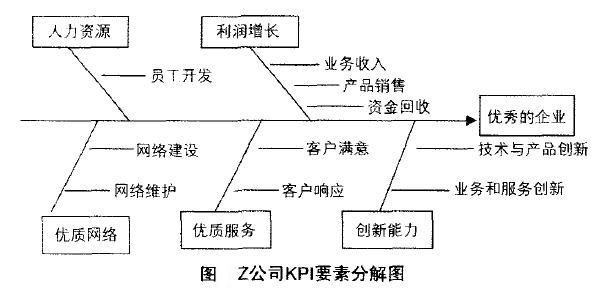 人力资源
利润增长
业务收入
员工开发
产品销售
资金回收
优秀的企业
网络建设
客户满意
技术与产品创新
网络维护
客户响应
业务和服务创新
优质网络
优质服务
创新能力
图 Z公司KPI要素分解图